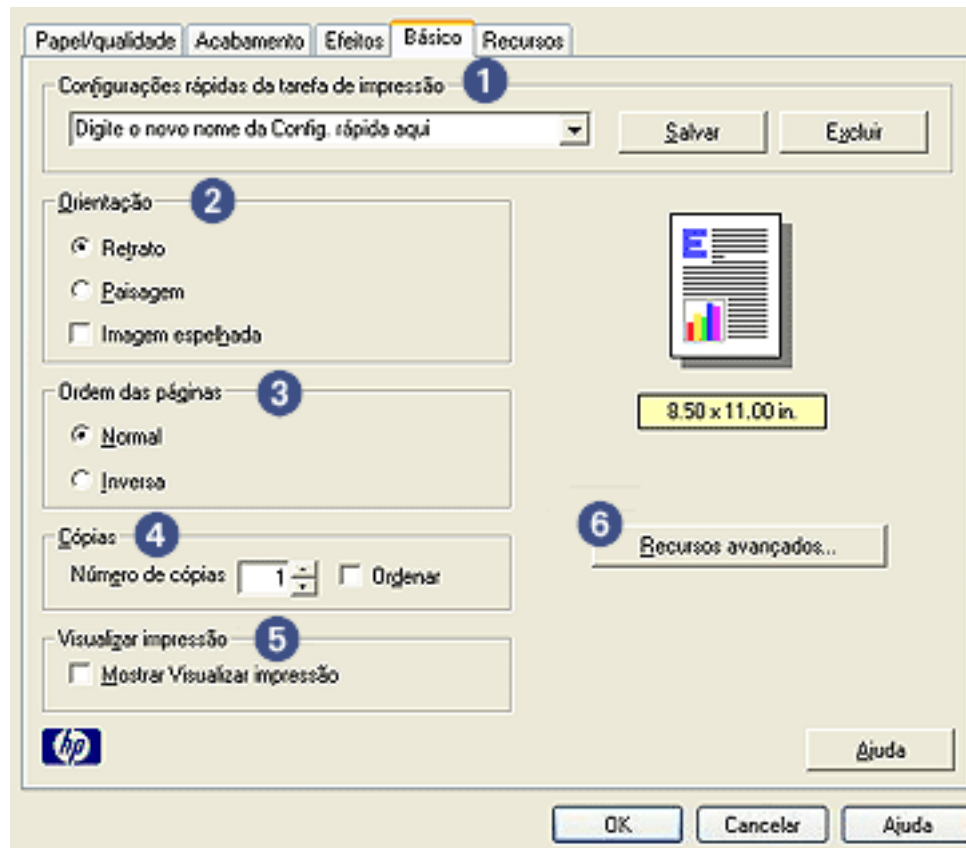 Papel/qualidade Acabamento Efeitos Básico Recursos
Configurações rápidas da tarefa de impressão 1
Digite o novo nome da Config. rápida aqui Salvar Excluir
Orientação 2
Retrato
Paisagem
Imagem espelhada
E
8.50 x 11.00 in.
Ordem das páginas 3
Normal
Inversa
Cópias 4
Número de cópias 1 Ordenar
6 Recursos avançados...
Visualizar impressão 5
Mostrar Visualizar impressão
hp
Ajuda
OK Cancelar Ajuda